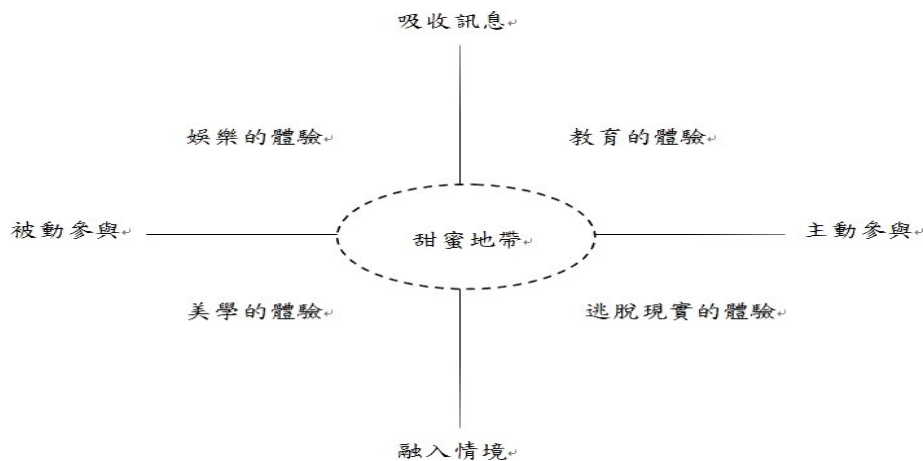 吸收訊息
娛樂的體驗
教育的體驗
被動參與
甜蜜地帶
主動參與
美學的體驗
逃脫現實的體驗
融入情境